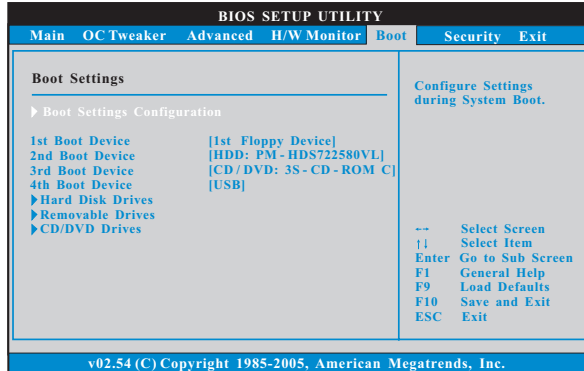 BIOS SETUP UTILITY
Main OC Tweaker Advanced H/W Monitor Boot Security Exit
Boot Settings
Boot Settings Configuration
1st Boot Device [1st Floppy Device]
2nd Boot Device [HDD: PM-HDS722580VL]
3rd Boot Device [CD/DVD: 3S-CD-ROM C]
4th Boot Device [USB]
Hard Disk Drives
Removable Drives
CD/DVD Drives
Configure Settings
during System Boot.
←→ Select Screen
↑↓ Select Item
Enter Go to Sub Screen
F1 General Help
F9 Load Defaults
F10 Save and Exit
ESC Exit
v02.54 (C) Copyright 1985-2005, American Megatrends, Inc.